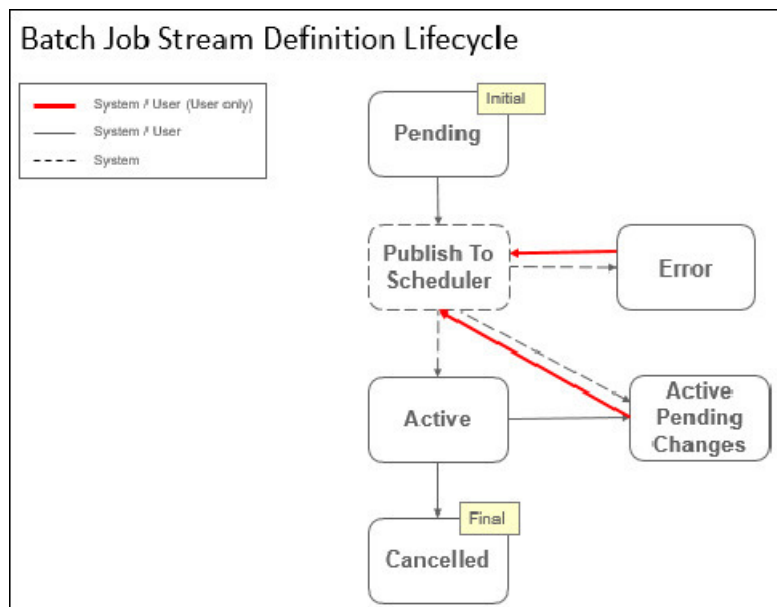 Batch Job Stream Definition Lifecycle
System / User (User only)
System / User
System
Initial
Pending
Publish To
Scheduler
Error
Active
Active
Pending
Changes
Final
Cancelled